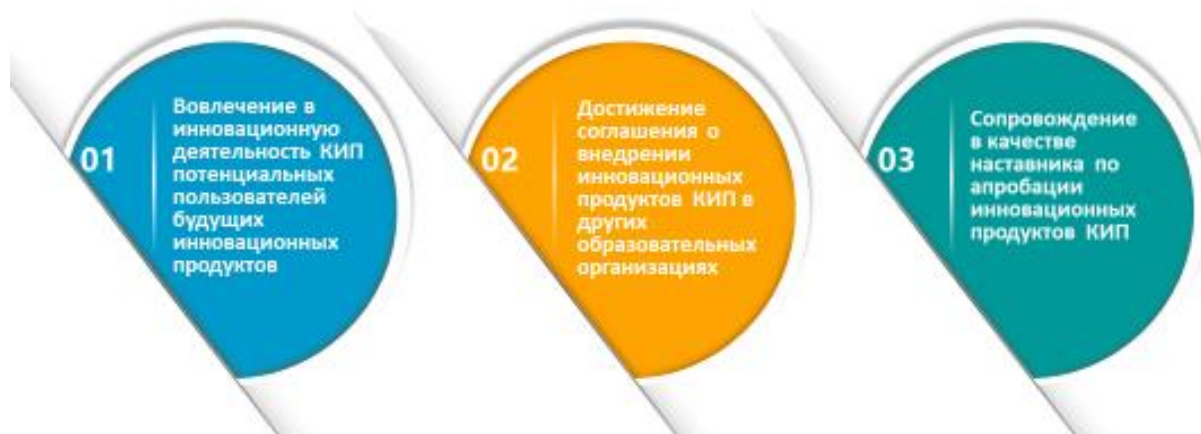 01
Вовлечение в
инновационную
деятельность КИП
потенциальных
пользователей
будущих
инновационных
продуктов
02
Достижение
соглашения о
внедрении
инновационных
продуктов КИП в
других
образовательных
организациях
03
Сопровождение
в качестве
наставника по
апробации
инновационных
продуктов КИП